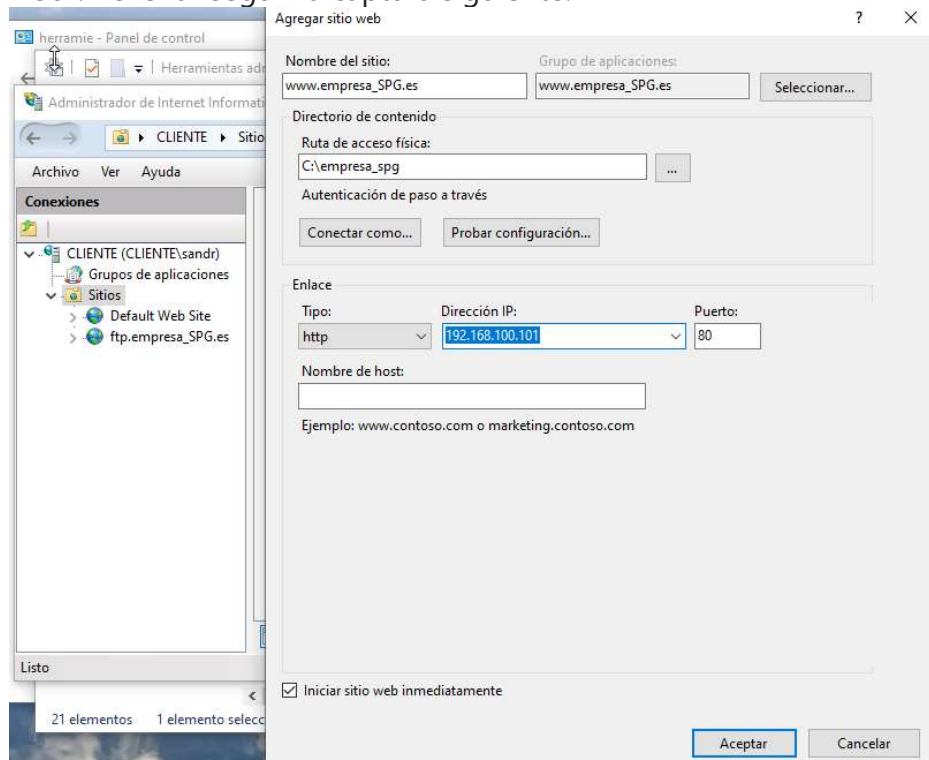 Agregar sitio web
? ×
herramie - Panel de control
Herramientas adr
Administrador de Internet Informati
CLIENTE Sitio
Archivo Ver Ayuda
Conexiones
CLIENTE (CLIENTE\sandr)
Grupos de aplicaciones
Sitios
Default Web Site
ftp.empresa_SPG.es
Listo
21 elementos 1 elemento selecc
Nombre del sitio: Grupo de aplicaciones:
www.empresa_SPG.es www.empresa_SPG.es Seleccionar...
Directorio de contenido
Ruta de acceso física:
C:\empresa_spg ...
Autenticación de paso a través
Conectar como... Probar configuración...
Enlace
Tipo: Dirección IP: Puerto:
http 192.168.100.101 80
Nombre de host:
Ejemplo: www.contoso.com o marketing.contoso.com
Iniciar sitio web inmediatamente
Aceptar Cancelar